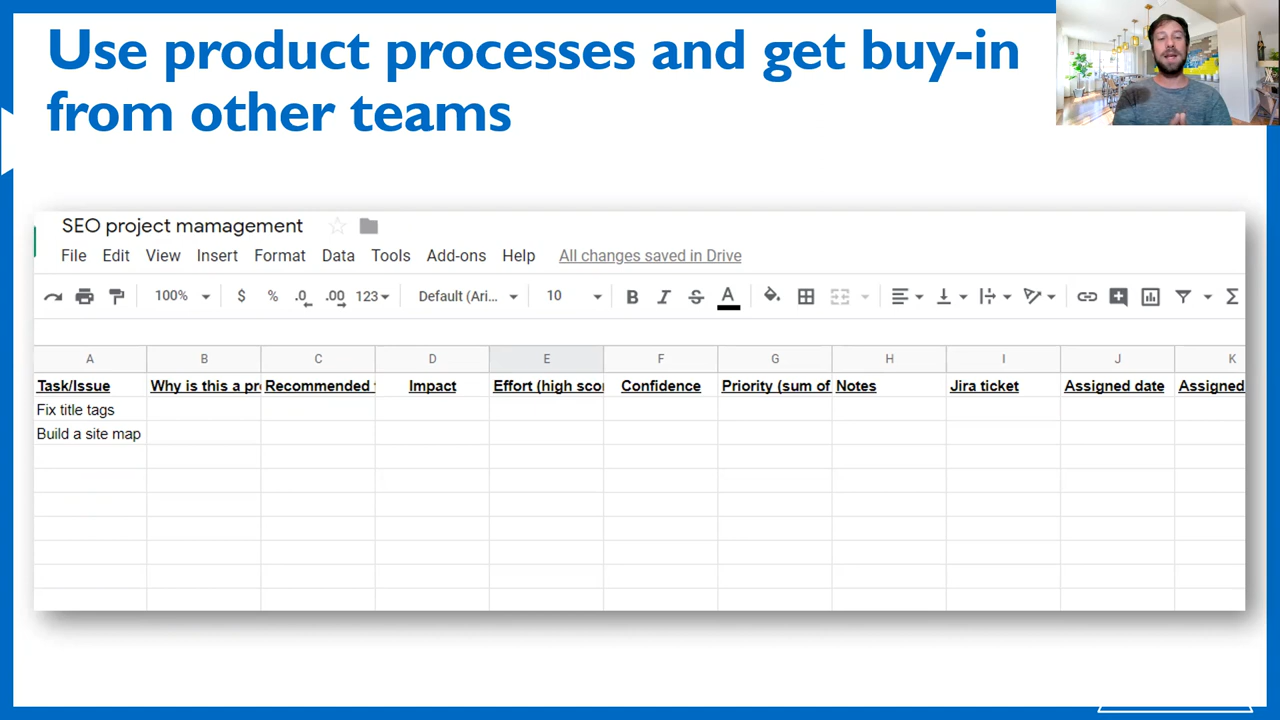 Use product processes and get buy-in
from other teams
SEO project mamagement
File Edit View Insert Format Data Tools Add-ons Help All changes saved in Drive
100% $ % .0 .00 123 Default (Ari... 10 B I S A Σ
A B C D E F G H I J K
Task/Issue Why is this a pr Recommended Impact Effort (high scor Confidence Priority (sum of Notes Jira ticket Assigned date Assigned
Fix title tags
Build a site map